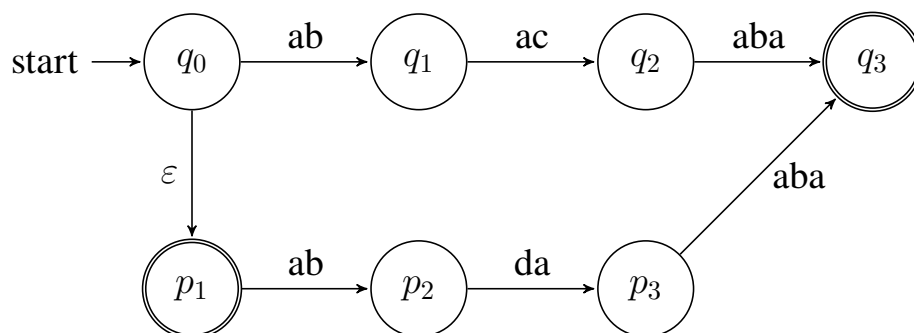 ab ac aba
start q₀ q₁ q₂ q₃
ε aba
ab da
p₁ p₂ p₃